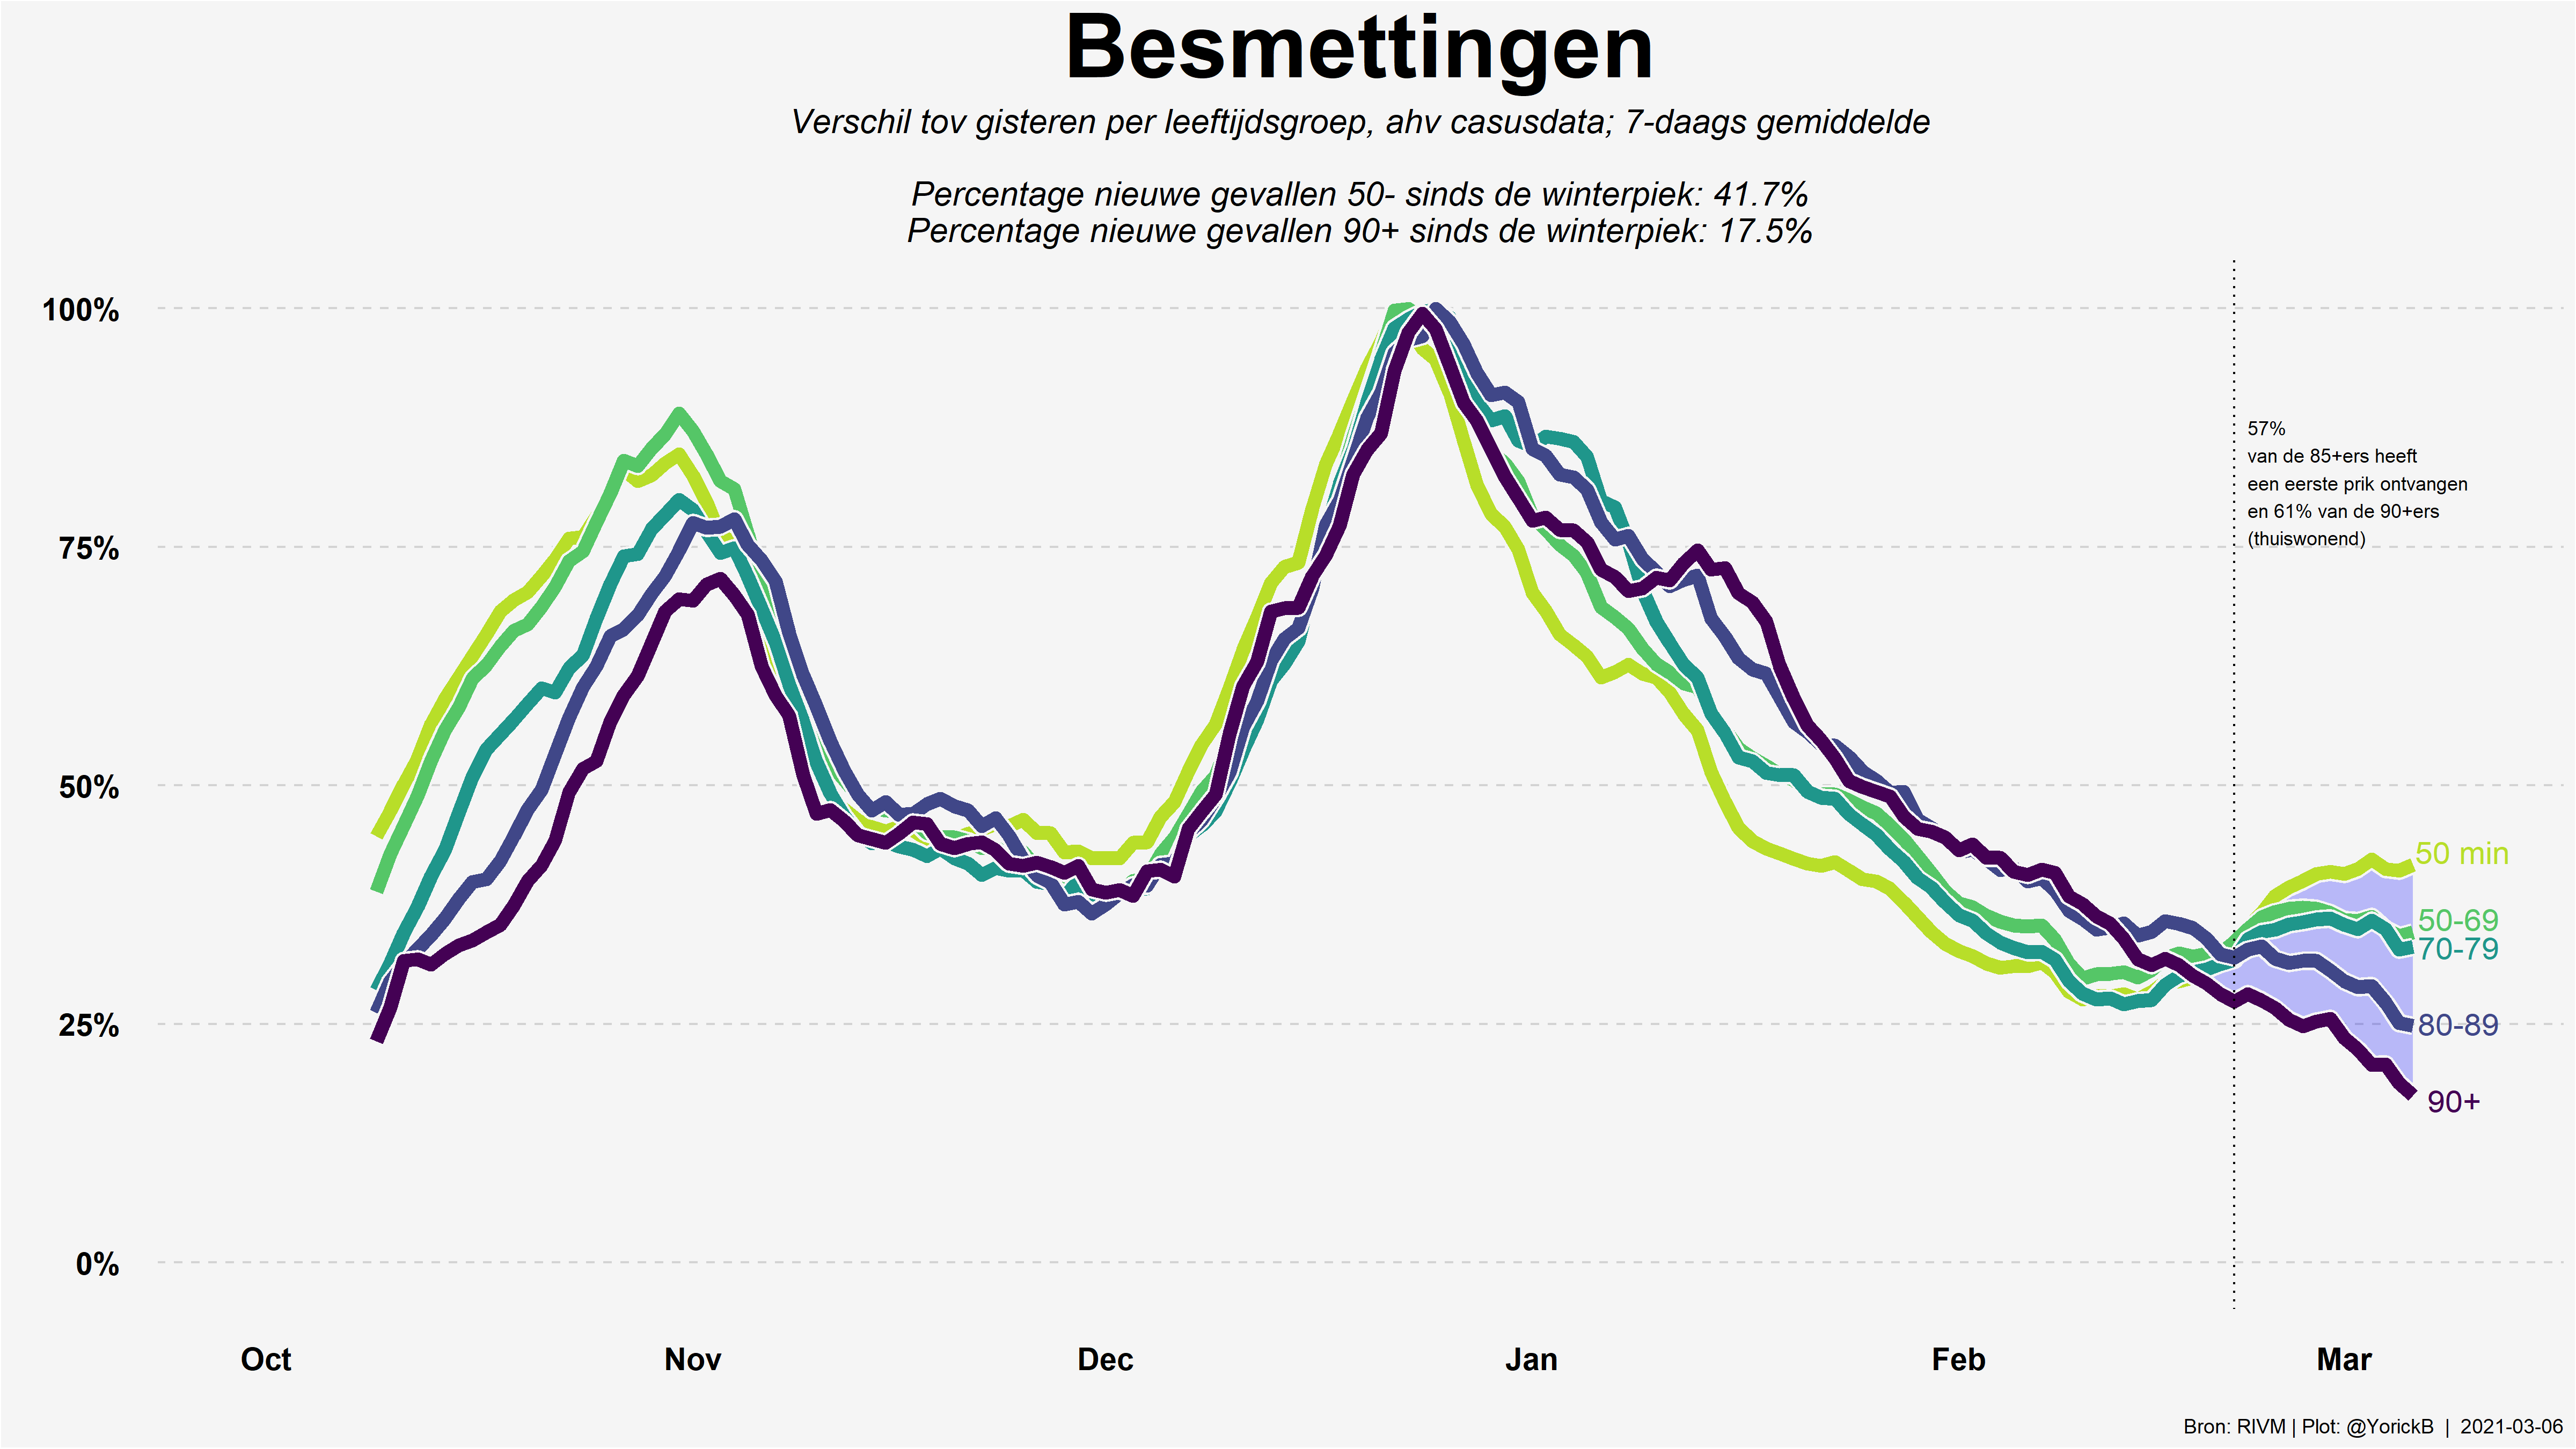 Besmettingen
Verschil tov gisteren per leeftijdsgroep, ahv casusdata; 7-daags gemiddelde
Percentage nieuwe gevallen 50- sinds de winterpiek: 41.7%
Percentage nieuwe gevallen 90+ sinds de winterpiek: 17.5%
100%
75%
50%
25%
0%
57%
van de 85+ers heeft
een eerste prik ontvangen
en 61% van de 90+ers
(thuiswonend)
50 min
50-69
70-79
80-89
90+
Oct Nov Dec Jan Feb Mar
Bron: RIVM | Plot: @YorickB | 2021-03-06